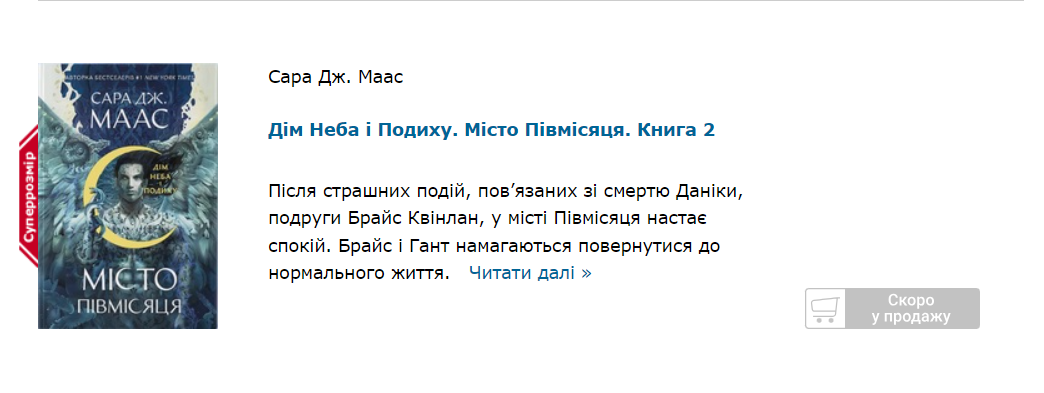 АВТОРКА БЕСТСЕЛЕРІВ #1 NEW YORK TIMES
САРА ДЖ.
МААС
ДІМ
НЕБА
І
ПОДИХУ
МІСТО
ПІВМІСЯЦЯ
Суперрозмір
Сара Дж. Маас
Дім Неба і Подиху. Місто Півмісяця. Книга 2
Після страшних подій, пов’язаних зі смертю Даніки,
подруги Брайс Квінлан, у місті Півмісяця настає
спокій. Брайс і Гант намагаються повернутися до
нормального життя. Читати далі »
Скоро
у продажу